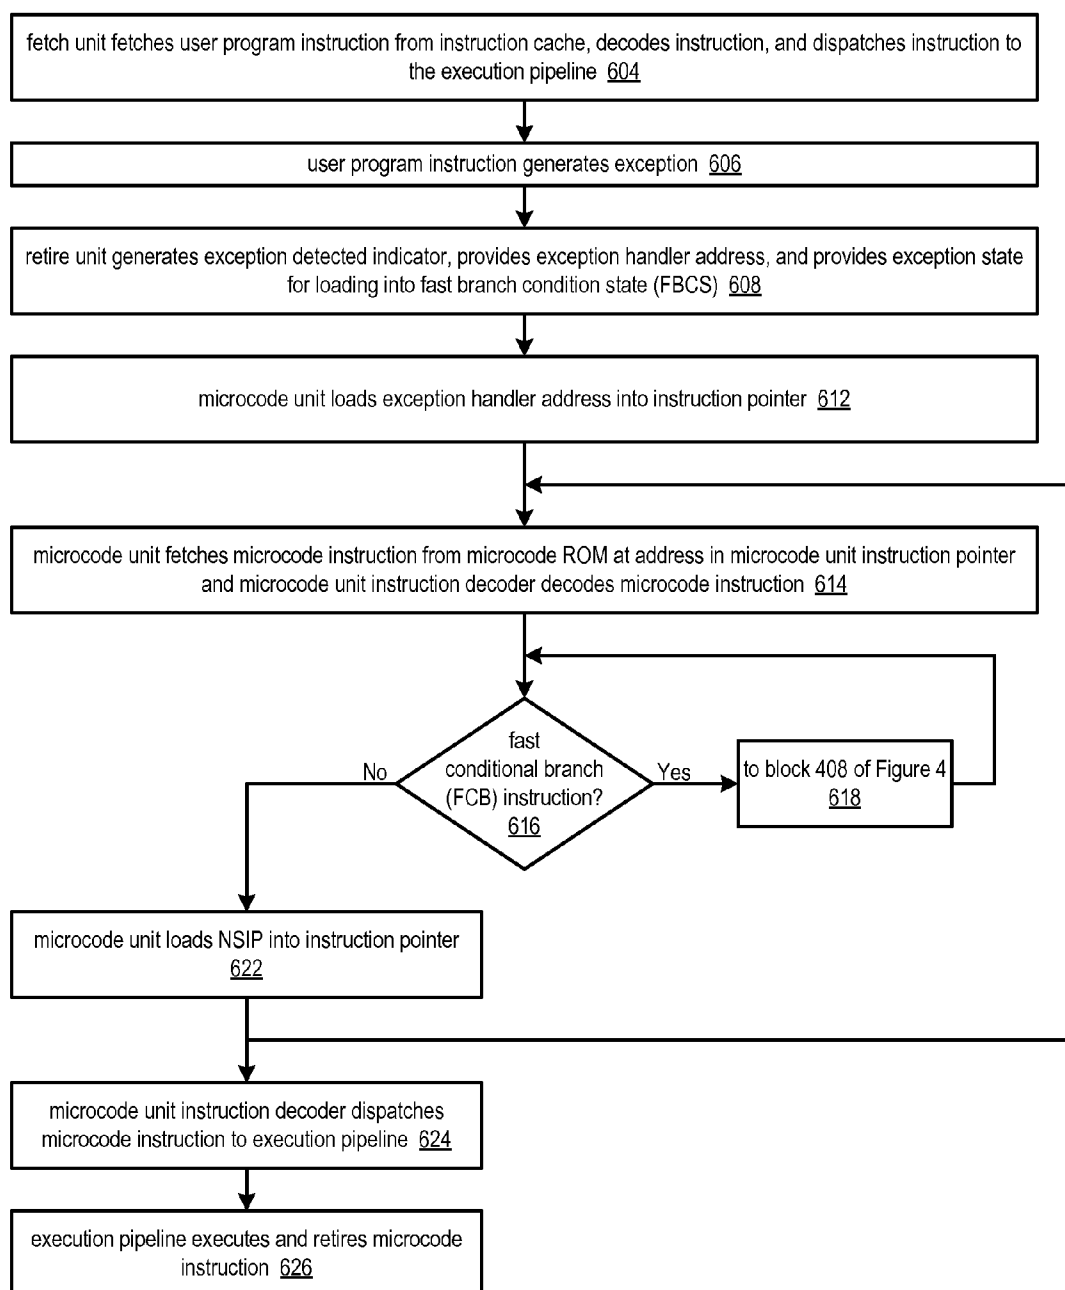 fetch unit fetches user program instruction from instruction cache, decodes instruction, and dispatches instruction to
the execution pipeline 604
user program instruction generates exception 606
retire unit generates exception detected indicator, provides exception handler address, and provides exception state
for loading into fast branch condition state (FBCS) 608
microcode unit loads exception handler address into instruction pointer 612
microcode unit fetches microcode instruction from microcode ROM at address in microcode unit instruction pointer
and microcode unit instruction decoder decodes microcode instruction 614
fast
conditional branch
(FCB) instruction?
616
No
Yes
to block 408 of Figure 4
618
microcode unit loads NSIP into instruction pointer
622
microcode unit instruction decoder dispatches
microcode instruction to execution pipeline 624
execution pipeline executes and retires microcode
instruction 626